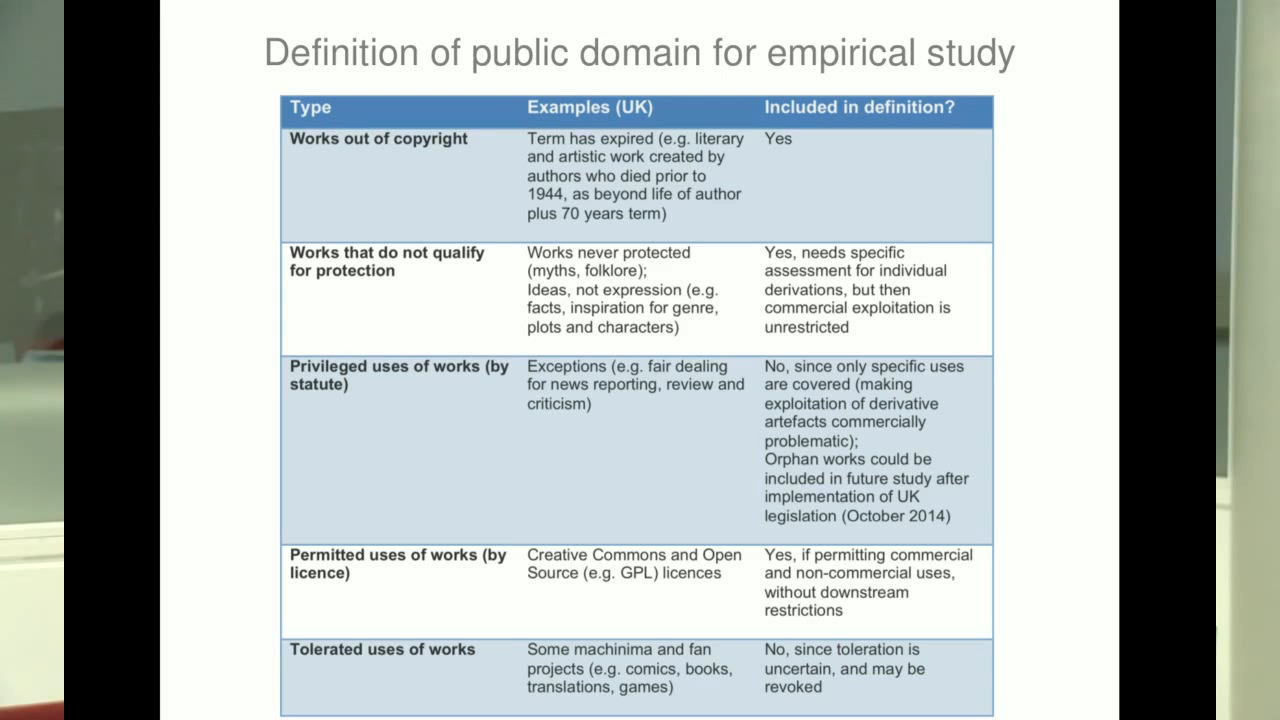 Definition of public domain for empirical study
Type Examples (UK) Included in definition?
Works out of copyright
Term has expired (e.g. literary
and artistic work created by
authors who died prior to
1944, as beyond life of author
plus 70 years term)
Yes
Works that do not qualify
for protection
Works never protected
(myths, folklore);
Ideas, not expression (e.g.
facts, inspiration for genre,
plots and characters)
Yes, needs specific
assessment for individual
derivations, but then
commercial exploitation is
unrestricted
Privileged uses of works (by
statute)
Exceptions (e.g. fair dealing
for news reporting, review and
criticism)
No, since only specific uses
are covered (making
exploitation of derivative
artefacts commercially
problematic);
Orphan works could be
included in future study after
implementation of UK
legislation (October 2014)
Permitted uses of works (by
licence)
Creative Commons and Open
Source (e.g. GPL) licences
Yes, if permitting commercial
and non-commercial uses,
without downstream
restrictions
Tolerated uses of works
Some machinima and fan
projects (e.g. comics, books,
translations, games)
No, since toleration is
uncertain, and may be
revoked